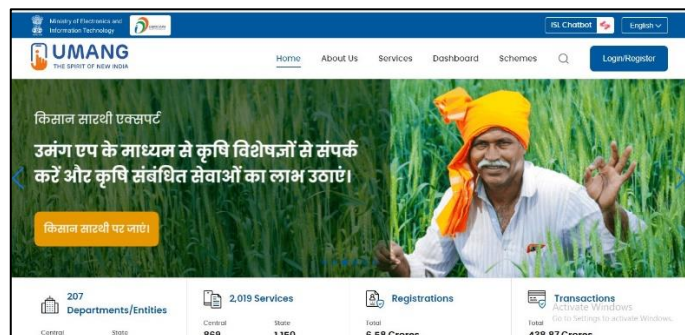 Ministry of Electronics and
Information Technology
ISL Chatbot
English
UMANG
THE SPIRIT OF NEW INDIA
Home About Us Services Dashboard Schemes
Login/Register
किसान सारथी एक्सपर्ट
उमंग एप के माध्यम से कृषि विशेषज्ञों से संपर्क
करें और कृषि संबंधित सेवाओं का लाभ उठाएं।
किसान सारथी पर जाएं।
207
Departments/Entities
Central State
2,019 Services
Central State
869 1,150
Registrations
Total
6.58 Crores
Transactions
Total
438.87 Crores
Activate Windows
Go to Settings to activate Windows.